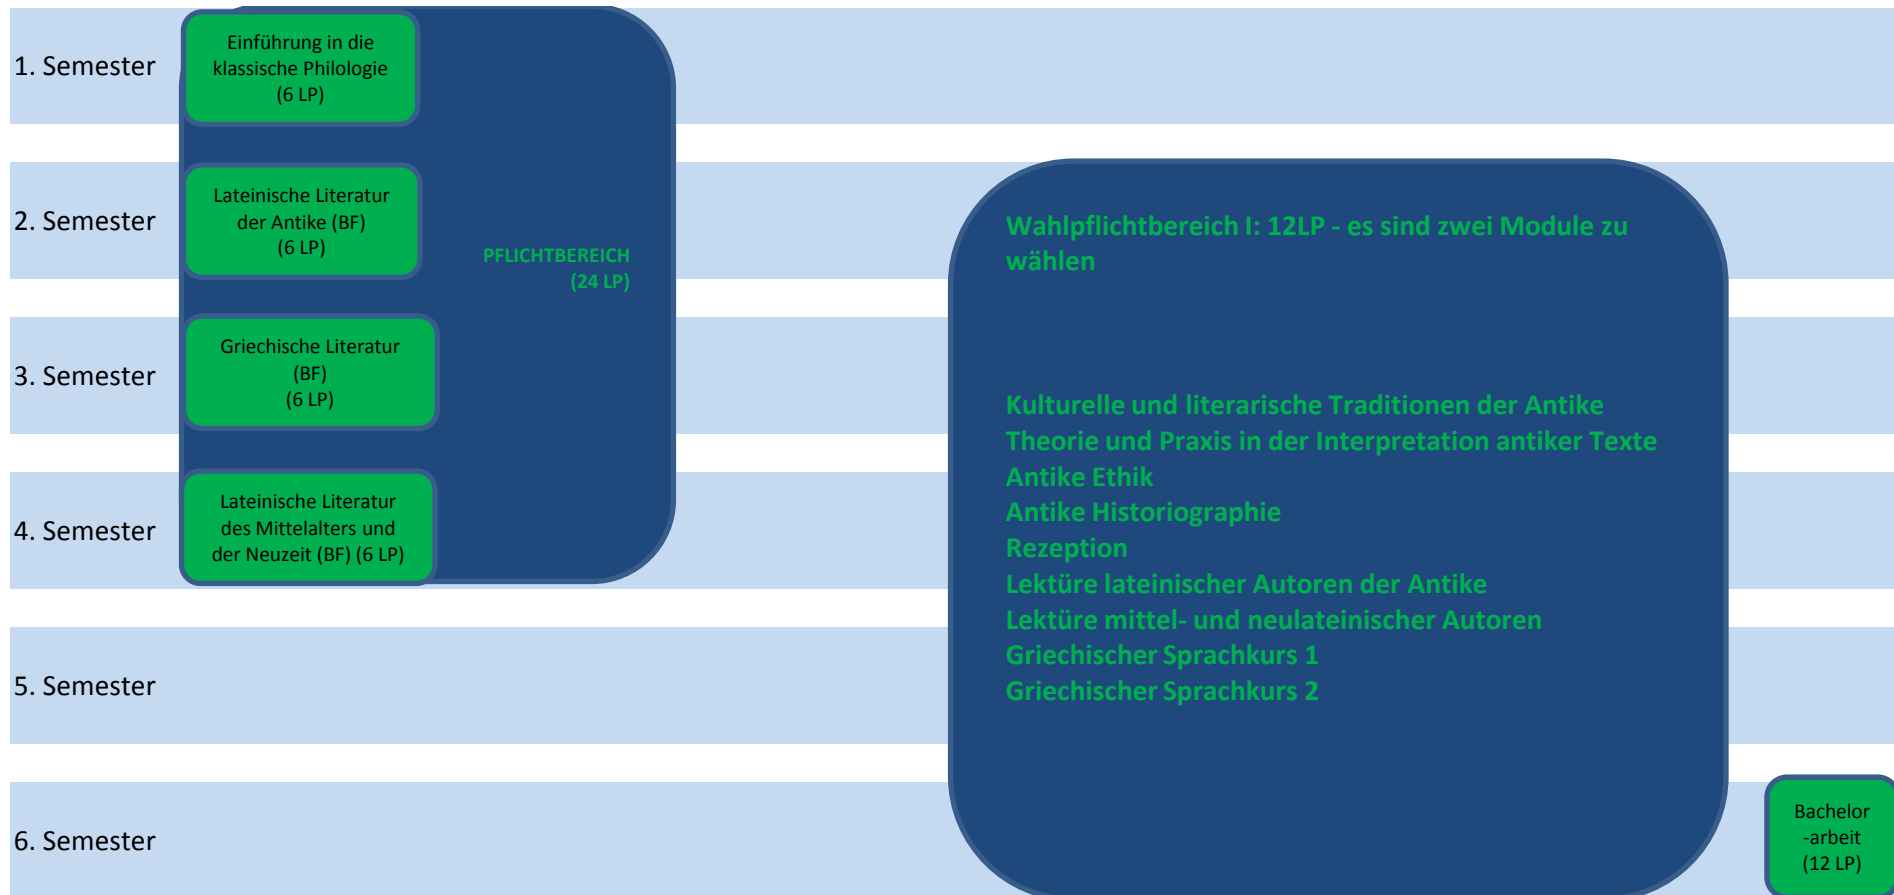 1. Semester
Einführung in die
klassische Philologie
(6 LP)
2. Semester
Lateinische Literatur
der Antike (BF)
(6 LP)
PFLICHTBEREICH
(24 LP)
3. Semester
Griechische Literatur
(BF)
(6 LP)
4. Semester
Lateinische Literatur
des Mittelalters und
der Neuzeit (BF) (6 LP)
5. Semester
6. Semester
Wahlpflichtbereich I: 12LP - es sind zwei Module zu
wählen
Kulturelle und literarische Traditionen der Antike
Theorie und Praxis in der Interpretation antiker Texte
Antike Ethik
Antike Historiographie
Rezeption
Lektüre lateinischer Autoren der Antike
Lektüre mittel- und neulateinischer Autoren
Griechischer Sprachkurs 1
Griechischer Sprachkurs 2
Bachelor
-arbeit
(12 LP)